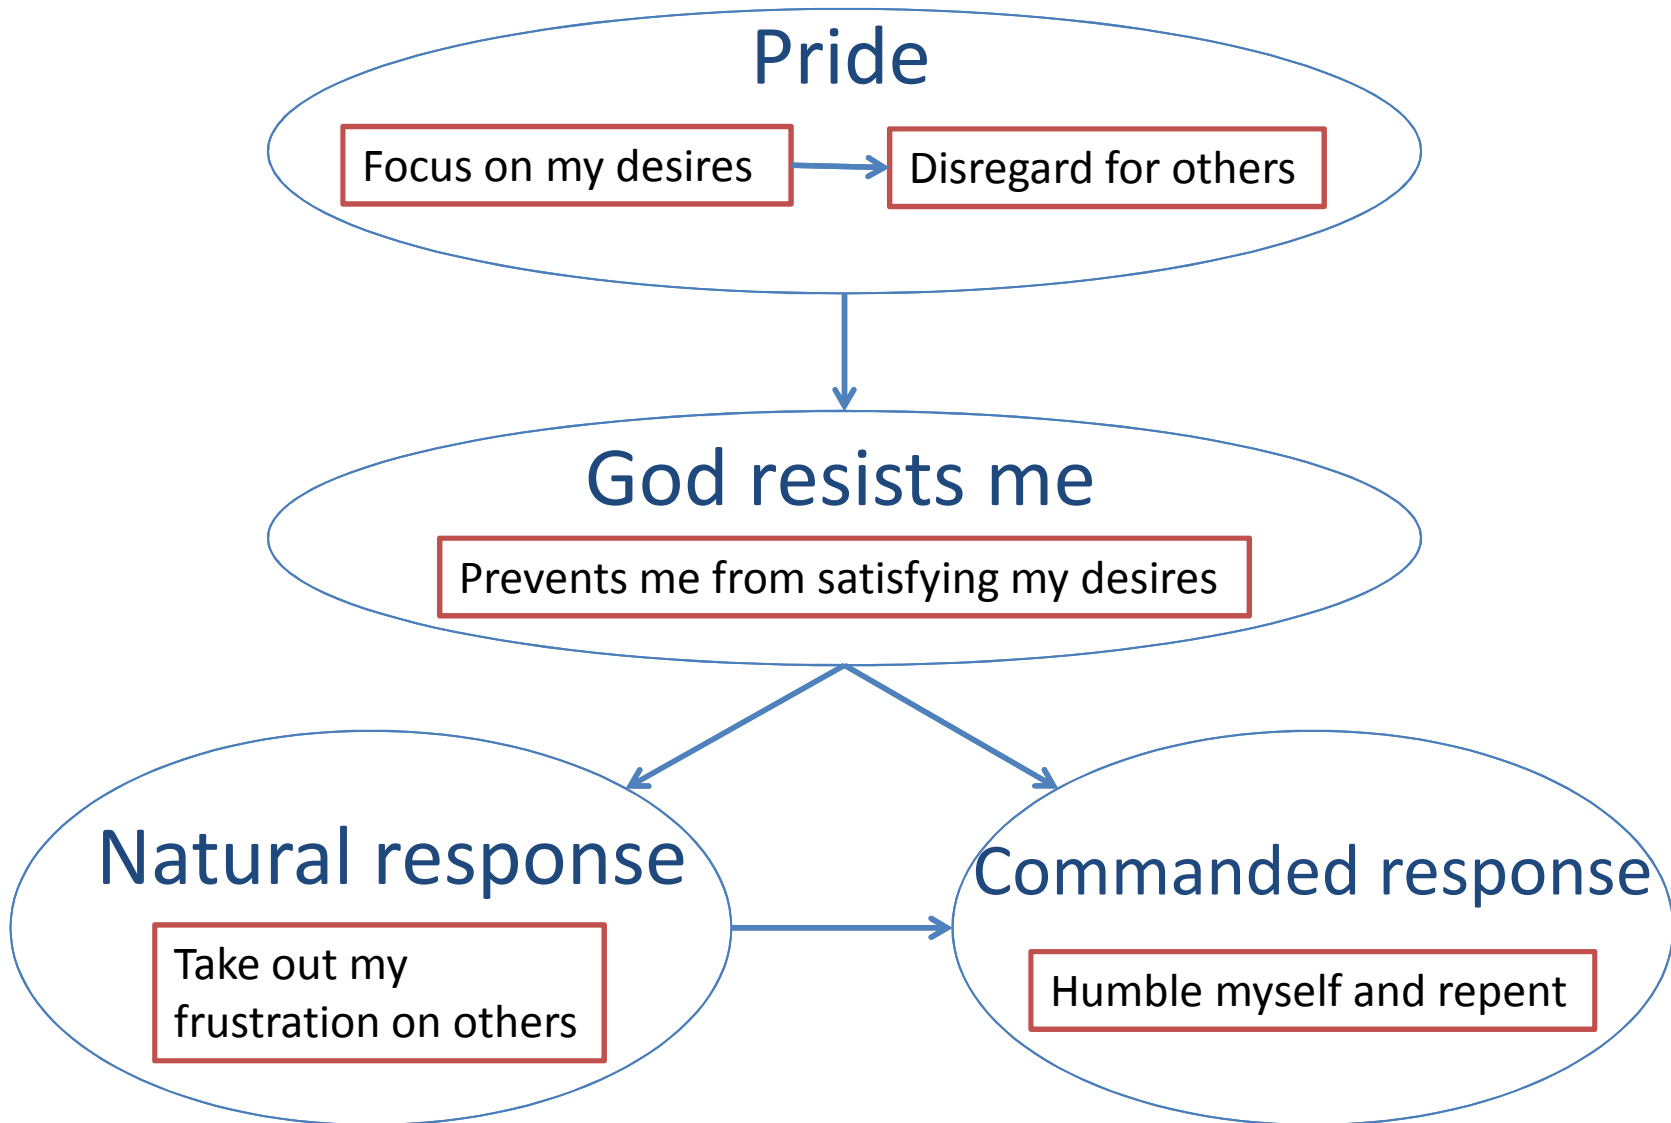 Pride
Focus on my desires
Disregard for others
God resists me
Prevents me from satisfying my desires
Natural response
Take out my
frustration on others
Commanded response
Humble myself and repent